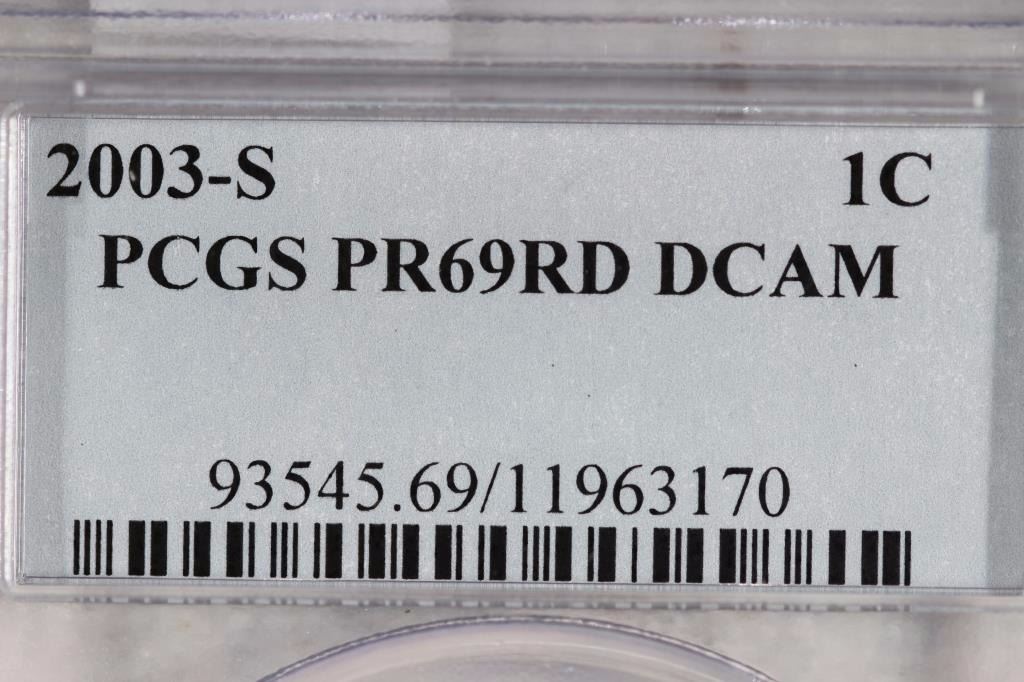 2003-S 1C
PCGS PR69RD DCAM
93545.69/11963170